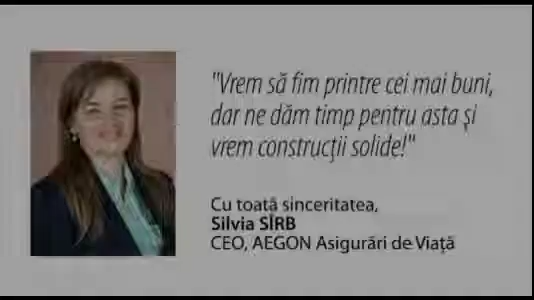 "Vrem să fim printre cei mai buni,
dar ne dăm timp pentru asta și
vrem construcții solide!"
Cu toată sinceritatea,
Silvia SÎRB
CEO, AEGON Asigurări de Viață